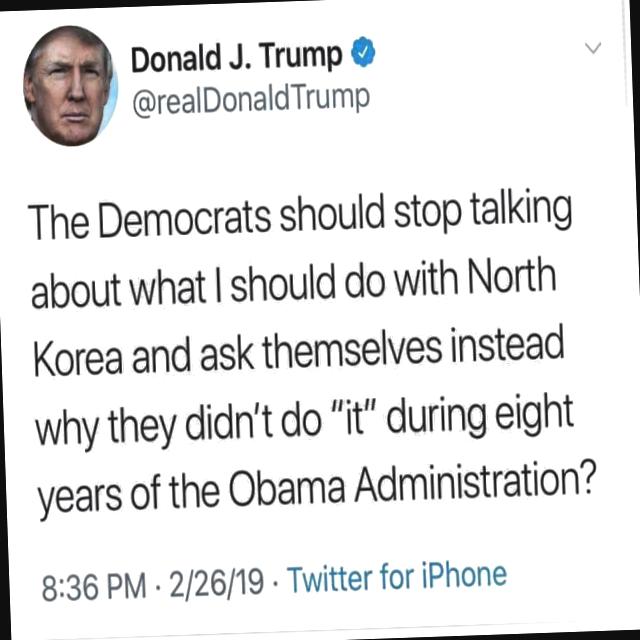 Donald J. Trump
@realDonaldTrump
The Democrats should stop talking
about what I should do with North
Korea and ask themselves instead
why they didn't do "it" during eight
years of the Obama Administration?
8:36 PM · 2/26/19 · Twitter for iPhone